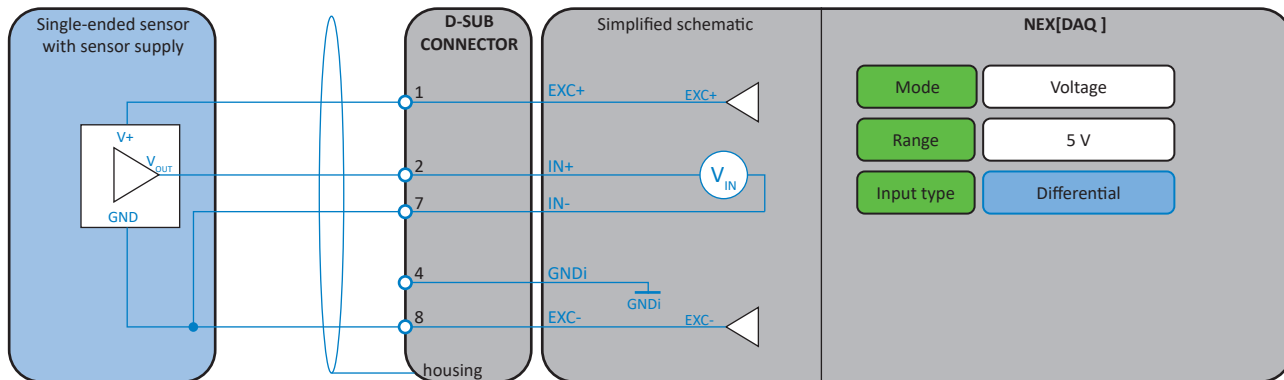 Single-ended sensor
with sensor supply
D-SUB
CONNECTOR
Simplified schematic
NEX[DAQ ]
1
EXC+
EXC+
Mode
Voltage
V+
VOUT
Range
5 V
2
IN+
VIN
GND
7
IN-
Input type
Differential
4
GNDi
GNDi
8
EXC-
EXC-
housing